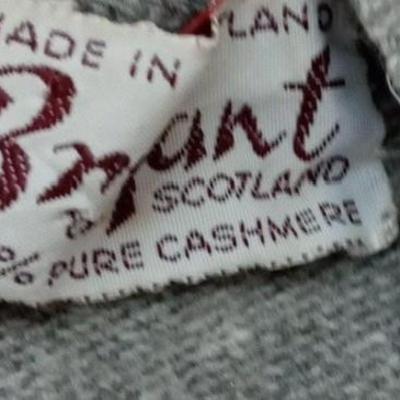 MADE IN
Bryant
SCOTLAND
% PURE CASHMERE